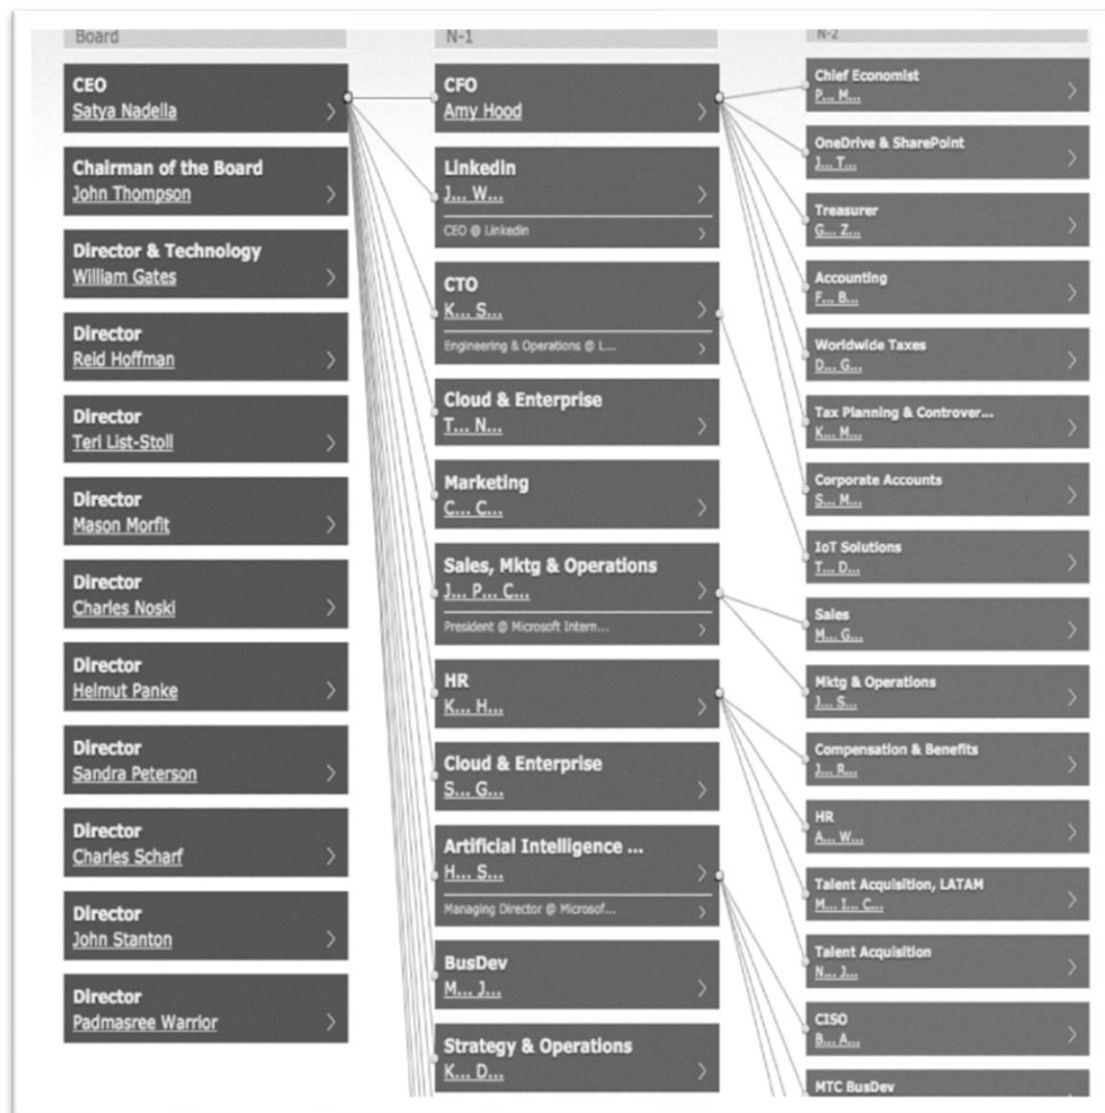 Board
CEO
Satya Nadella
Chairman of the Board
John Thompson
Director & Technology
William Gates
Director
Reid Hoffman
Director
Teri List-Stoll
Director
Mason Morfit
Director
Charles Noski
Director
Helmut Panke
Director
Sandra Peterson
Director
Charles Scharf
Director
John Stanton
Director
Padmasree Warrior
N-1
CFO
Amy Hood
Linkedin
J... W...
CEO @ Linkedin
CTO
K... S...
Engineering & Operations @ L...
Cloud & Enterprise
T... N...
Marketing
C... C...
Sales, Mktg & Operations
J... P... C...
President @ Microsoft Intern...
HR
K... H...
Cloud & Enterprise
S... G...
Artificial Intelligence ...
H... S...
Managing Director @ Microsof...
BusDev
M... J...
Strategy & Operations
K... D...
N-2
Chief Economist
P... M...
OneDrive & SharePoint
J... T...
Treasurer
G... Z...
Accounting
F... B...
Worldwide Taxes
D... G...
Tax Planning & Controver...
K... M...
Corporate Accounts
S... M...
IoT Solutions
T... D...
Sales
M... G...
Mktg & Operations
J... S...
Compensation & Benefits
J... R...
HR
A... W...
Talent Acquisition, LATAM
M... I... C...
Talent Acquisition
N... J...
CISO
B... A...
MTC BusDev